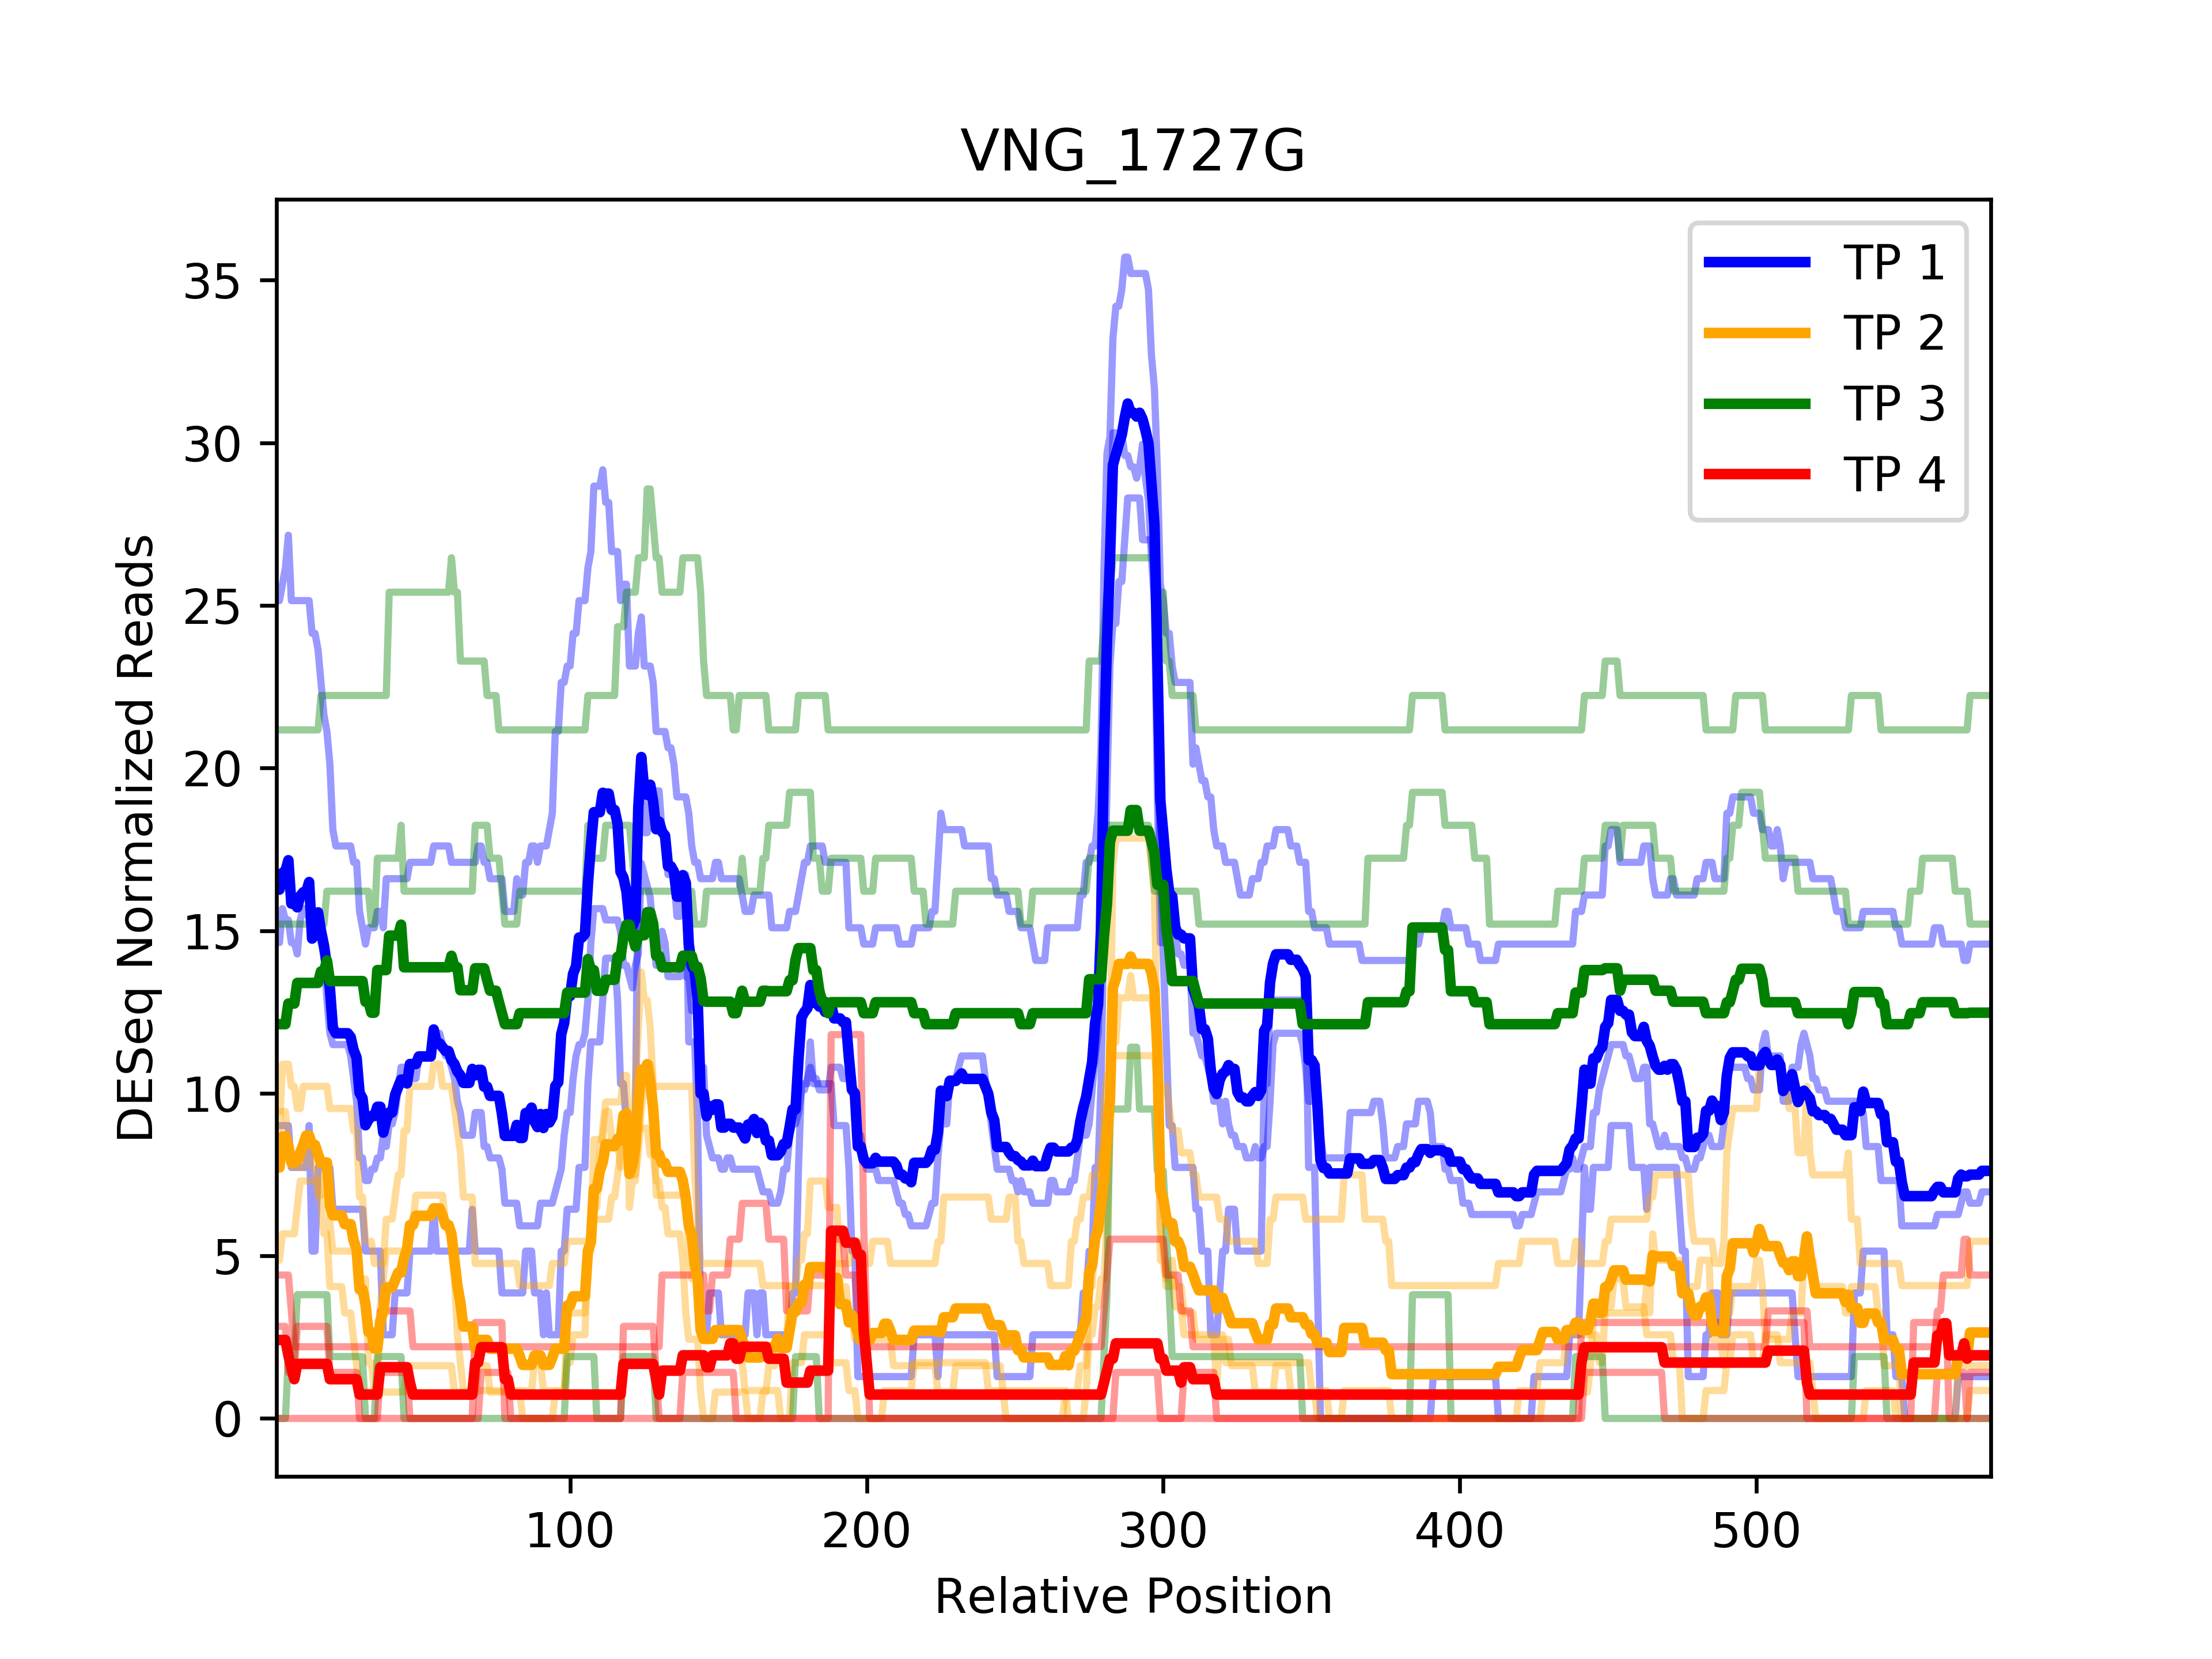 VNG_1727G
TP 1
TP 2
TP 3
TP 4
DESeq Normalized Reads
35
30
25
20
15
10
5
0
100 200 300 400 500
Relative Position